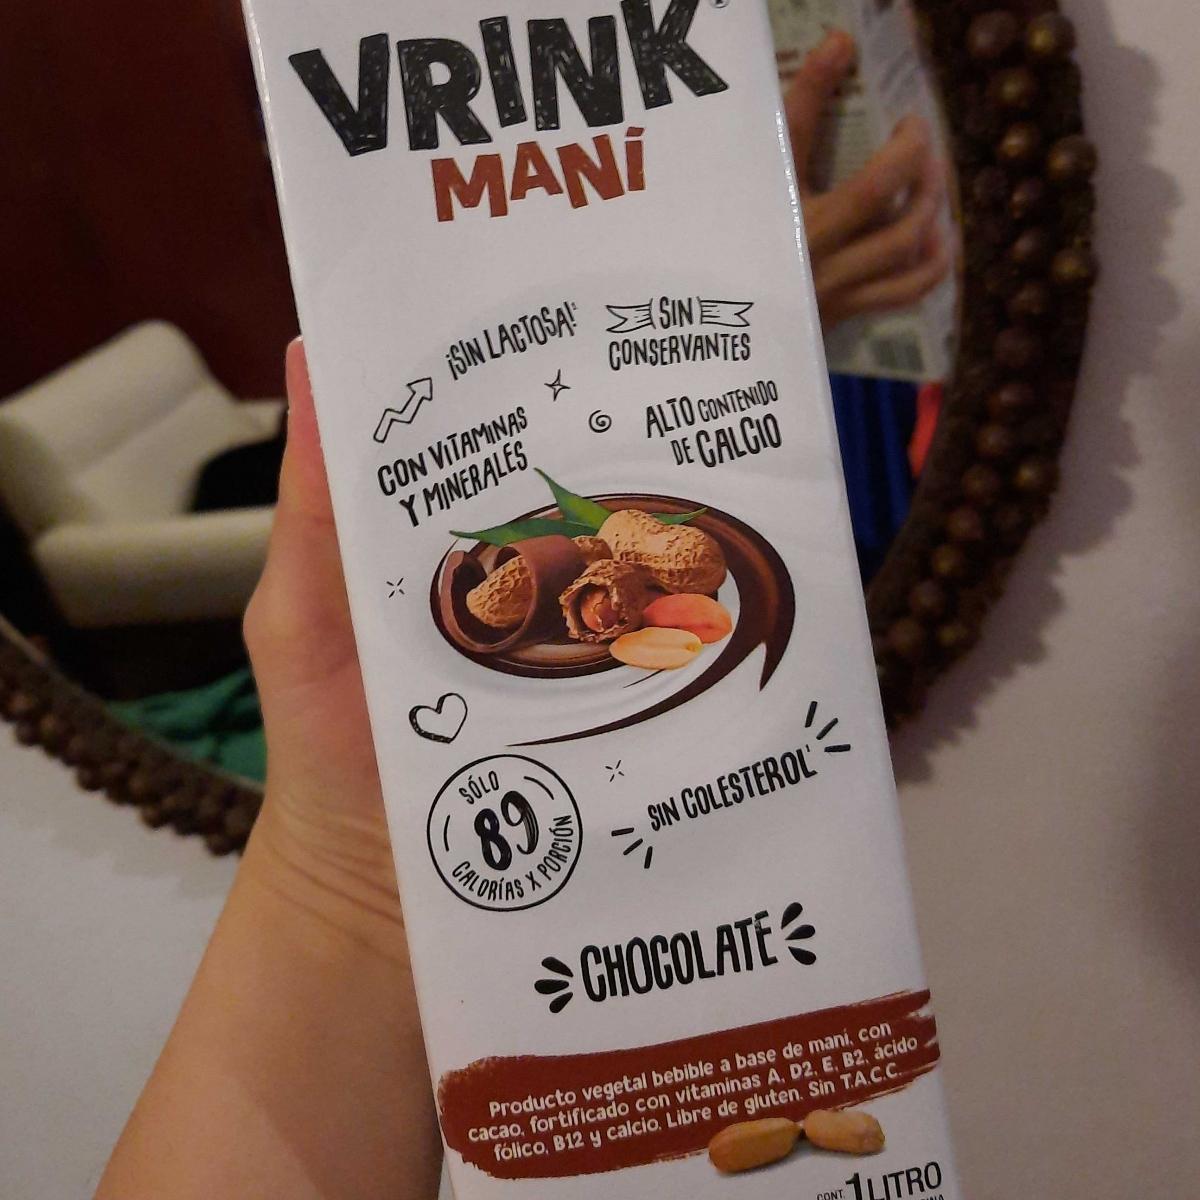 VRINK®
MANÍ
¡SIN LACTOSA!²
SIN
CONSERVANTES
CON VITAMINAS
Y MINERALES
ALTO CONTENIDO
DE CALCIO
SÓLO
89
CALORÍAS X PORCIÓN
SIN COLESTEROL¹
CHOCOLATE
Producto vegetal bebible a base de maní, con
cacao, fortificado con vitaminas A, D2, E, B2, ácido
fólico, B12 y calcio. Libre de gluten. Sin T.A.C.C.
CONT. 1 LITRO